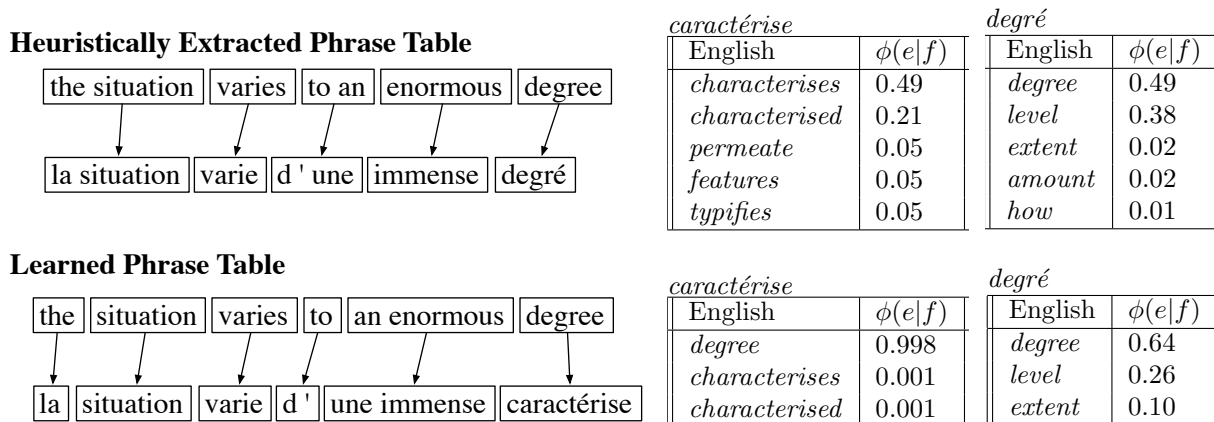 Heuristically Extracted Phrase Table
the situation varies to an enormous degree
la situation varie d ' une immense degré
caractérise
English ϕ(e|f)
characterises 0.49
characterised 0.21
permeate 0.05
features 0.05
typifies 0.05
degré
English ϕ(e|f)
degree 0.49
level 0.38
extent 0.02
amount 0.02
how 0.01
Learned Phrase Table
the situation varies to an enormous degree
la situation varie d ' une immense caractérise
caractérise
English ϕ(e|f)
degree 0.998
characterises 0.001
characterised 0.001
degré
English ϕ(e|f)
degree 0.64
level 0.26
extent 0.10